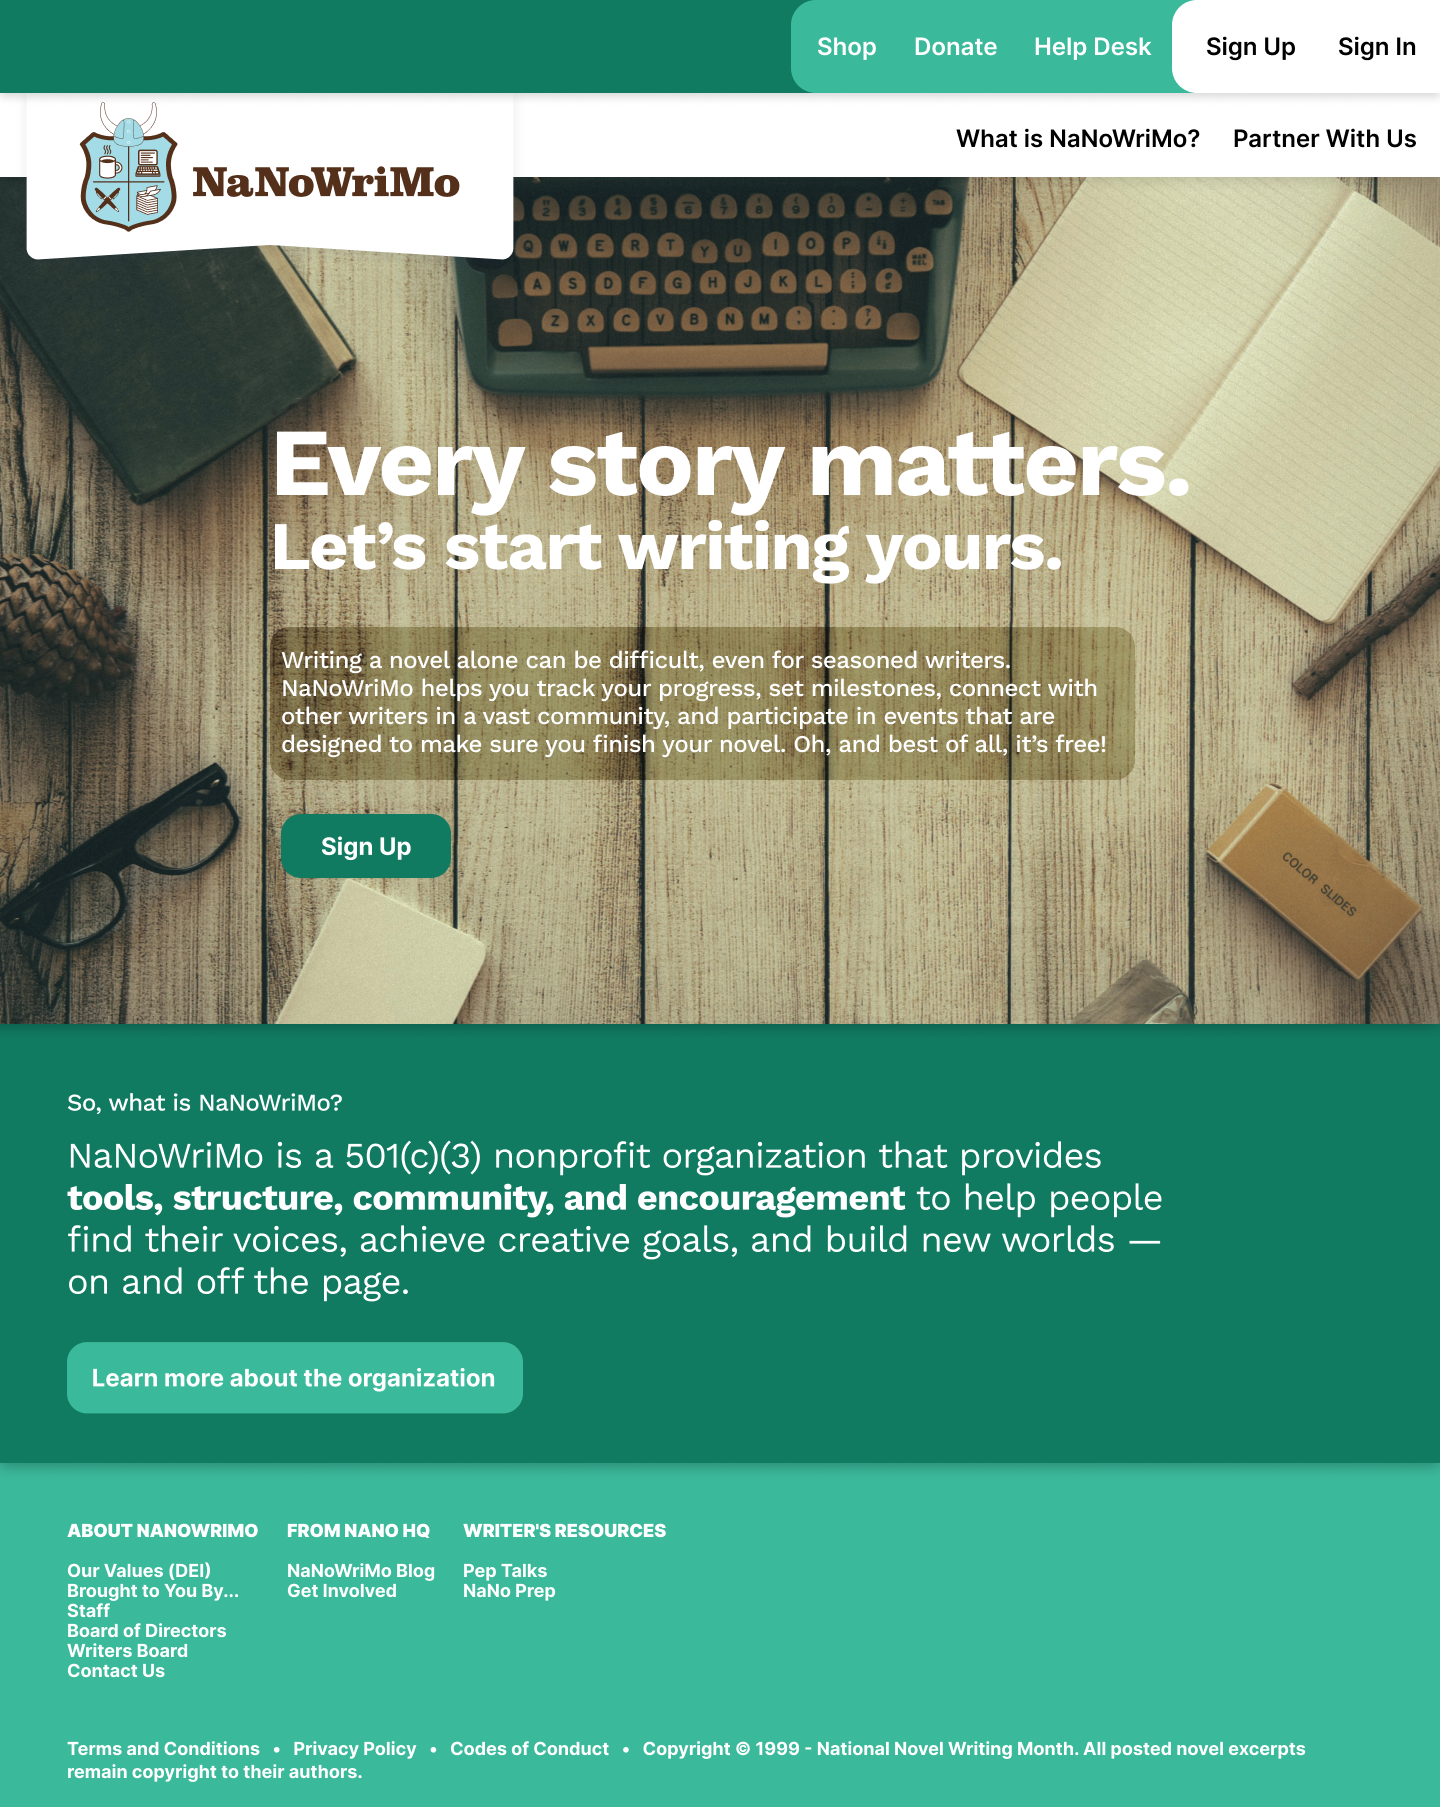 Shop Donate Help Desk Sign Up Sign In
NaNoWriMo
What is NaNoWriMo? Partner With Us
Q W E R T Y U I O P
A S D F G H J K L
Z X C V B N M
Every story matters.
Let’s start writing yours.
Writing a novel alone can be difficult, even for seasoned writers.
NaNoWriMo helps you track your progress, set milestones, connect with
other writers in a vast community, and participate in events that are
designed to make sure you finish your novel. Oh, and best of all, it’s free!
Sign Up
COLOR SLIDES
So, what is NaNoWriMo?
NaNoWriMo is a 501(c)(3) nonprofit organization that provides
tools, structure, community, and encouragement to help people
find their voices, achieve creative goals, and build new worlds —
on and off the page.
Learn more about the organization
ABOUT NANOWRIMO FROM NANO HQ WRITER'S RESOURCES
Our Values (DEI) NaNoWriMo Blog Pep Talks
Brought to You By... Get Involved NaNo Prep
Staff
Board of Directors
Writers Board
Contact Us
Terms and Conditions • Privacy Policy • Codes of Conduct • Copyright © 1999 - National Novel Writing Month. All posted novel excerpts
remain copyright to their authors.